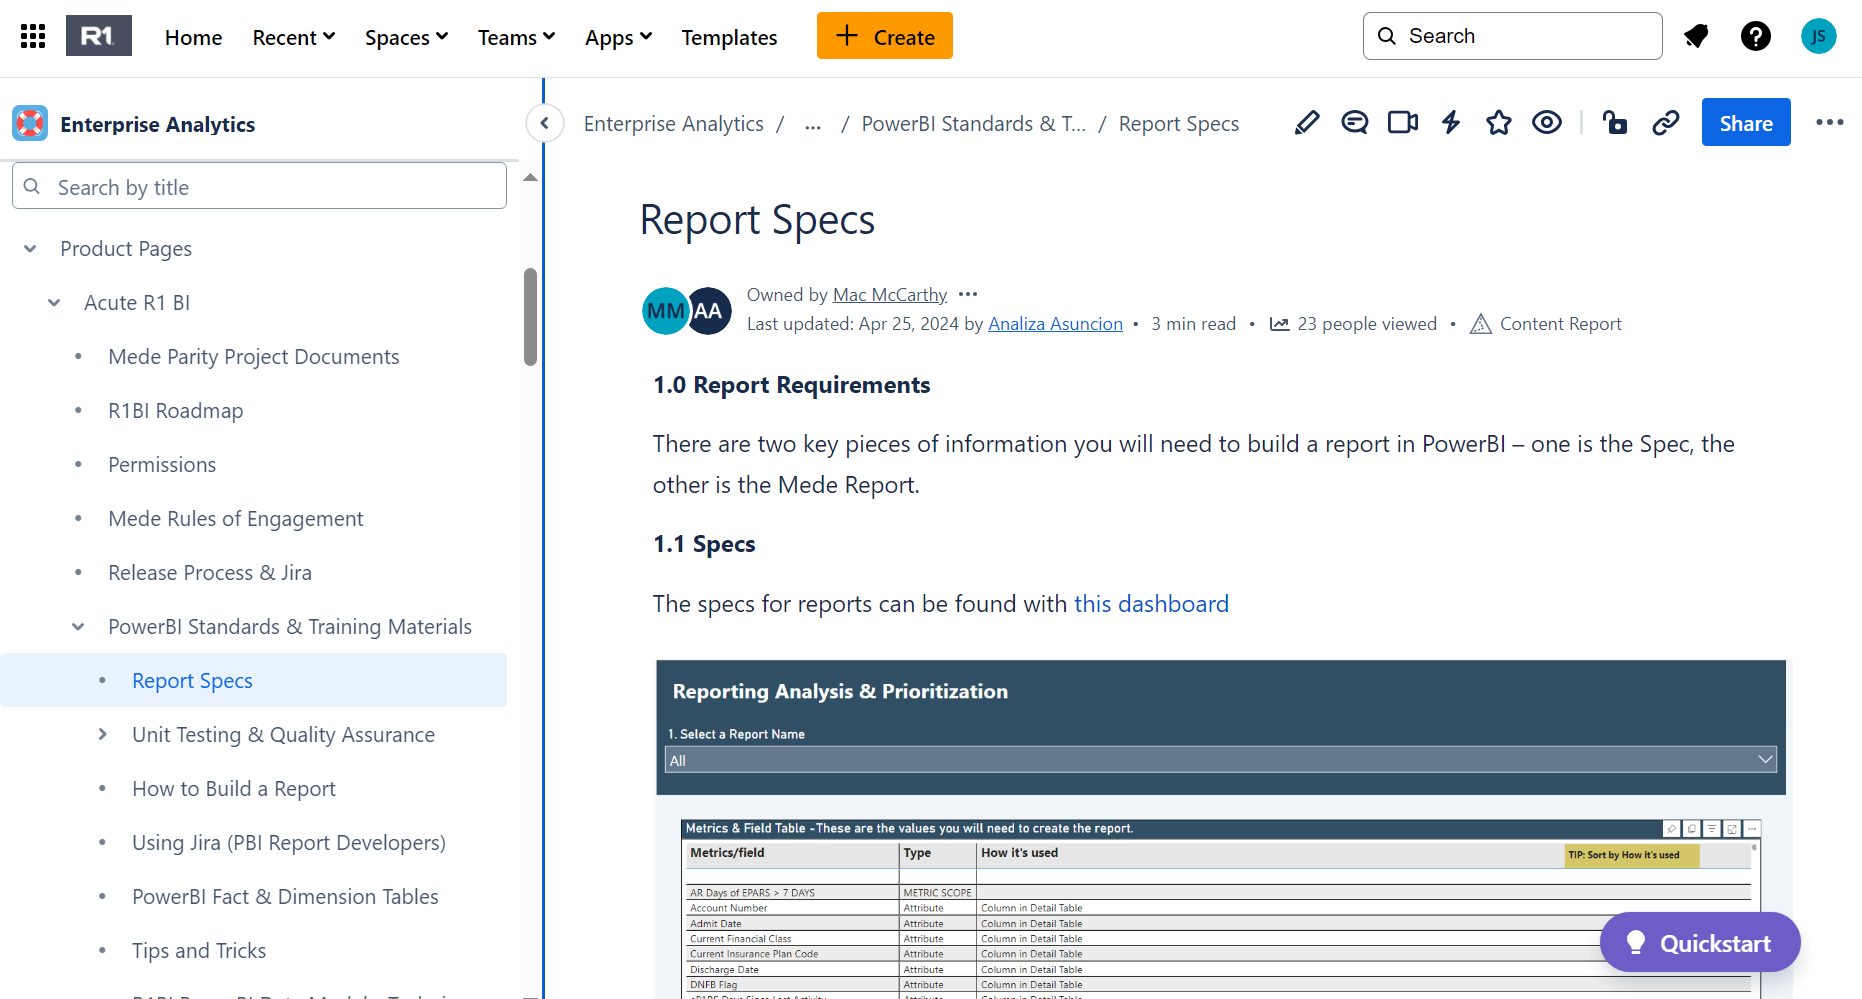 R1 Home Recent Spaces Teams Apps Templates Create Search JS
Enterprise Analytics
Search by title
Product Pages
Acute R1 BI
• Mede Parity Project Documents
• R1BI Roadmap
• Permissions
• Mede Rules of Engagement
• Release Process & Jira
PowerBI Standards & Training Materials
• Report Specs
Unit Testing & Quality Assurance
• How to Build a Report
• Using Jira (PBI Report Developers)
• PowerBI Fact & Dimension Tables
• Tips and Tricks
Enterprise Analytics / ... / PowerBI Standards & T... / Report Specs
Share
Report Specs
MM AA
Owned by Mac McCarthy •••
Last updated: Apr 25, 2024 by Analiza Asuncion • 3 min read • 23 people viewed • Content Report
1.0 Report Requirements
There are two key pieces of information you will need to build a report in PowerBI – one is the Spec, the
other is the Mede Report.
1.1 Specs
The specs for reports can be found with this dashboard
Reporting Analysis & Prioritization
1. Select a Report Name
All
Metrics & Field Table -These are the values you will need to create the report.
Metrics/field Type How it's used TIP: Sort by How it's used
AR Days of EPARS > 7 DAYS METRIC SCOPE
Account Number Attribute Column in Detail Table
Admit Date Attribute Column in Detail Table
Current Financial Class Attribute Column in Detail Table
Current Insurance Plan Code Attribute Column in Detail Table
Discharge Date Attribute Column in Detail Table
DNFB Flag Attribute Column in Detail Table
Quickstart